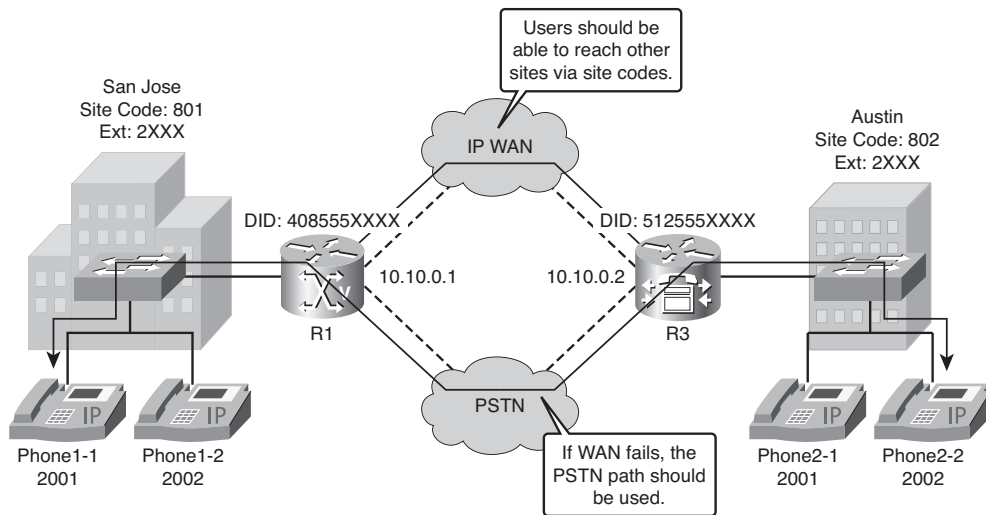 Users should be
able to reach other
sites via site codes.
San Jose
Site Code: 801
Ext: 2XXX
Austin
Site Code: 802
Ext: 2XXX
IP WAN
DID: 408555XXXX
DID: 512555XXXX
10.10.0.1
10.10.0.2
V
R1
R3
PSTN
IP
IP
IP
IP
Phone1-1
2001
Phone1-2
2002
If WAN fails, the
PSTN path should
be used.
Phone2-1
2001
Phone2-2
2002